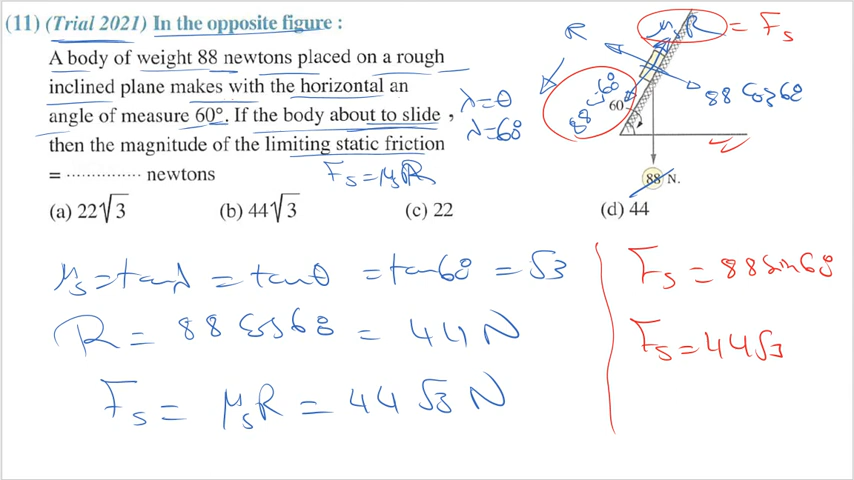 (11) (Trial 2021) In the opposite figure :
A body of weight 88 newtons placed on a rough
inclined plane makes with the horizontal an
angle of measure 60°. If the body about to slide ,
then the magnitude of the limiting static friction
= ............... newtons
(a) 22√3 (b) 44√3 (c) 22 (d) 44
λ = θ
λ = 60
Fs = μs R
R
μs R = Fs
88 cos 60
88 sin 60
60
88 N.
μs = tan λ = tan θ = tan 60 = √3
R = 88 cos 60 = 44 N
Fs = μs R = 44 √3 N
Fs = 88 sin 60
Fs = 44√3